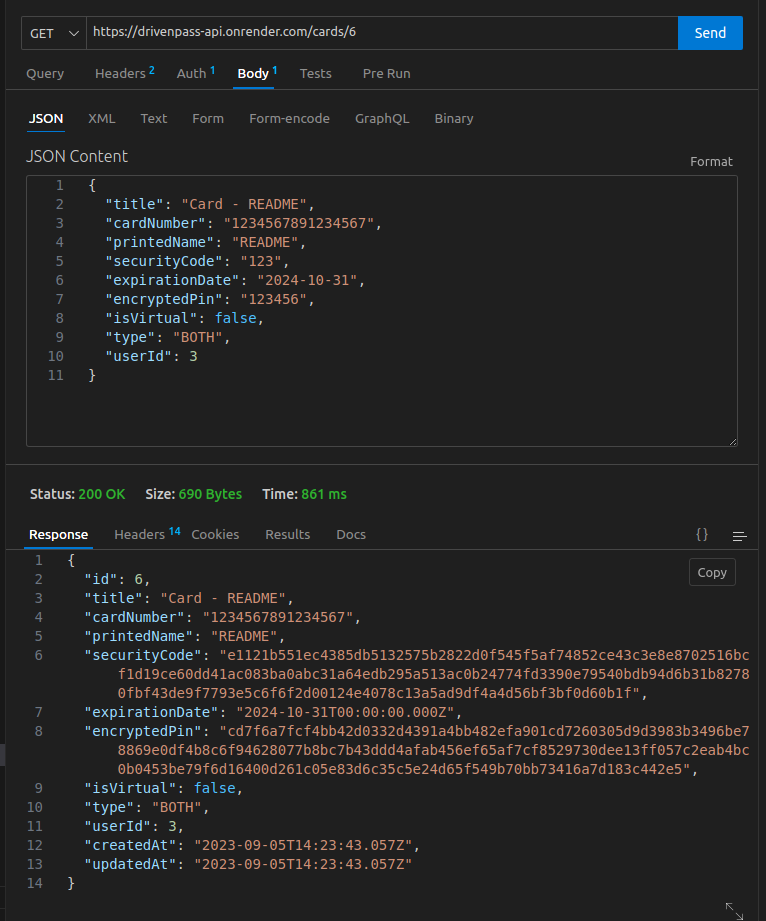 GET https://drivenpass-api.onrender.com/cards/6 Send
Query Headers 2 Auth 1 Body 1 Tests Pre Run
JSON XML Text Form Form-encode GraphQL Binary
JSON Content
Format
1 {
2 "title": "Card - README",
3 "cardNumber": "1234567891234567",
4 "printedName": "README",
5 "securityCode": "123",
6 "expirationDate": "2024-10-31",
7 "encryptedPin": "123456",
8 "isVirtual": false,
9 "type": "BOTH",
10 "userId": 3
11 }
Status: 200 OK Size: 690 Bytes Time: 861 ms
Response Headers 14 Cookies Results Docs {}
1 {
Copy
2 "id": 6,
3 "title": "Card - README",
4 "cardNumber": "1234567891234567",
5 "printedName": "README",
6 "securityCode": "e1121b551ec4385db5132575b2822d0f545f5af74852ce43c3e8e8702516bc
f1d19ce60dd41ac083ba0abc31a64edb295a513ac0b24774fd3390e79540bdb94d6b31b8278
0fbf43de9f7793e5c6f6f2d00124e4078c13a5ad9df4a4d56bf3bf0d60b1f",
7 "expirationDate": "2024-10-31T00:00:00.000Z",
8 "encryptedPin": "cd7f6a7fcf4bb42d0332d4391a4bb482efa901cd7260305d9d3983b3496be7
8869e0df4b8c6f94628077b8bc7b43ddd4afab456ef65af7cf8529730dee13ff057c2eab4bc
0b0453be79f6d16400d261c05e83d6c35c5e24d65f549b70bb73416a7d183c442e5",
9 "isVirtual": false,
10 "type": "BOTH",
11 "userId": 3,
12 "createdAt": "2023-09-05T14:23:43.057Z",
13 "updatedAt": "2023-09-05T14:23:43.057Z"
14 }